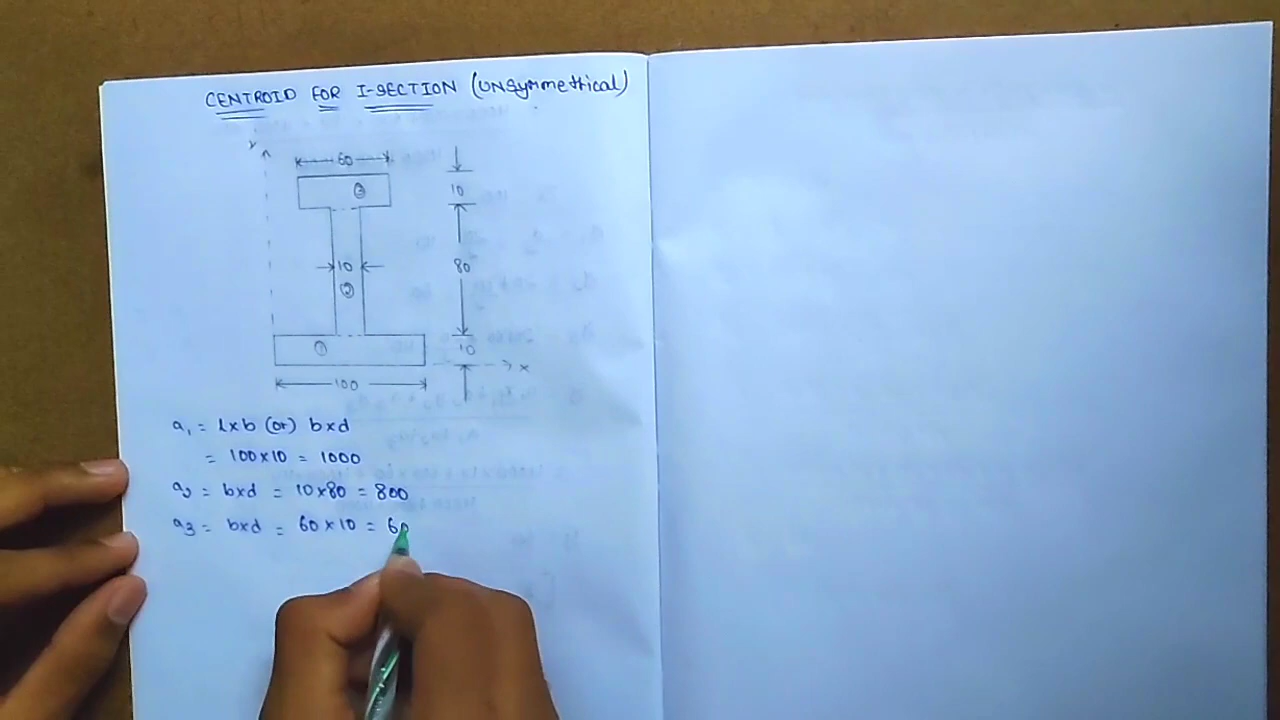 CENTROID FOR I-SECTION (UNSymmetrical)
Y
60
10
3
10
80
2
1
10
x
100
a1 = l×b (or) b×d
= 100×10 = 1000
a2 = b×d = 10×80 = 800
a3 = b×d = 60×10 = 60